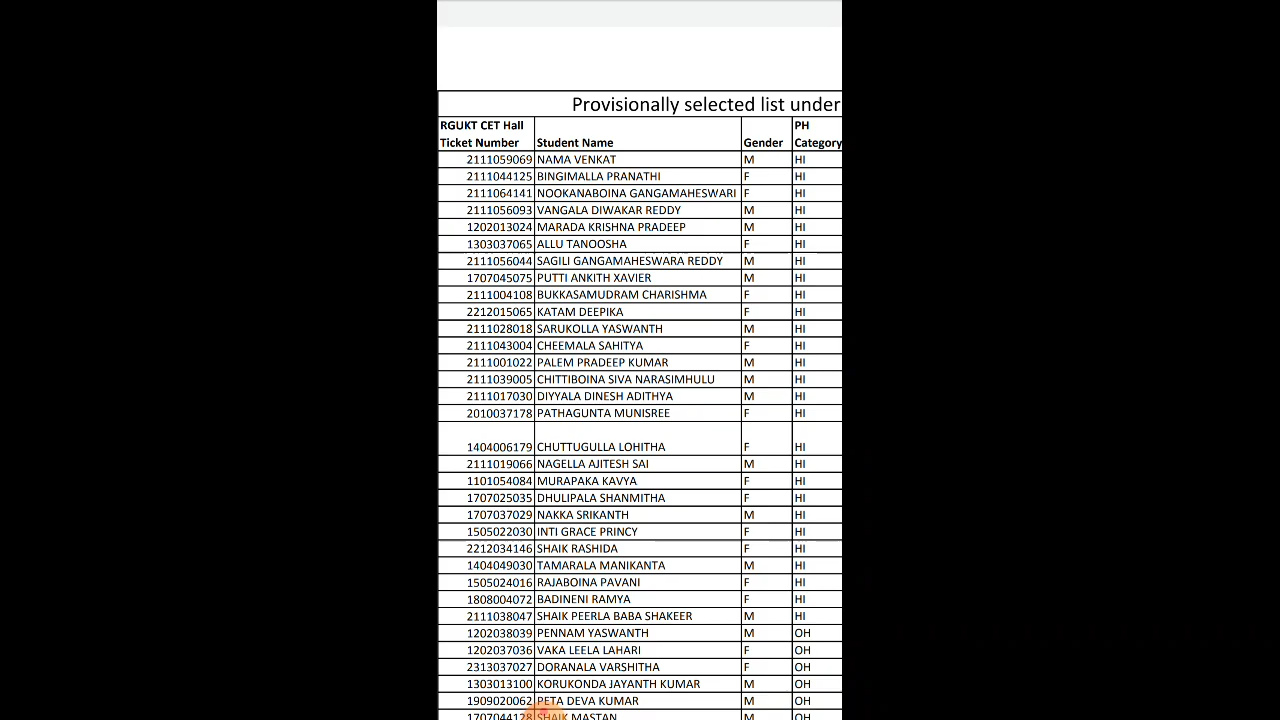 Provisionally selected list under
RGUKT CET Hall Ticket Number Student Name Gender PH Category
2111059069 NAMA VENKAT M HI
2111044125 BINGIMALLA PRANATHI F HI
2111064141 NOOKANABOINA GANGAMAHESWARI F HI
2111056093 VANGALA DIWAKAR REDDY M HI
1202013024 MARADA KRISHNA PRADEEP M HI
1303037065 ALLU TANOOSHA F HI
2111056044 SAGILI GANGAMAHESWARA REDDY M HI
1707045075 PUTTI ANKITH XAVIER M HI
2111004108 BUKKASAMUDRAM CHARISHMA F HI
2212015065 KATAM DEEPIKA F HI
2111028018 SARUKOLLA YASWANTH M HI
2111043004 CHEEMALA SAHITYA F HI
2111001022 PALEM PRADEEP KUMAR M HI
2111039005 CHITTIBOINA SIVA NARASIMHULU M HI
2111017030 DIYYALA DINESH ADITHYA M HI
2010037178 PATHAGUNTA MUNISREE F HI
1404006179 CHUTTUGULLA LOHITHA F HI
2111019066 NAGELLA AJITESH SAI M HI
1101054084 MURAPAKA KAVYA F HI
1707025035 DHULIPALA SHANMITHA F HI
1707037029 NAKKA SRIKANTH M HI
1505022030 INTI GRACE PRINCY F HI
2212034146 SHAIK RASHIDA F HI
1404049030 TAMARALA MANIKANTA M HI
1505024016 RAJABOINA PAVANI F HI
1808004072 BADINENI RAMYA F HI
2111038047 SHAIK PEERLA BABA SHAKEER M HI
1202038039 PENNAM YASWANTH M OH
1202037036 VAKA LEELA LAHARI F OH
2313037027 DORANALA VARSHITHA F OH
1303013100 KORUKONDA JAYANTH KUMAR M OH
1909020062 PETA DEVA KUMAR M OH
1707044128 SHAIK MASTAN M OH